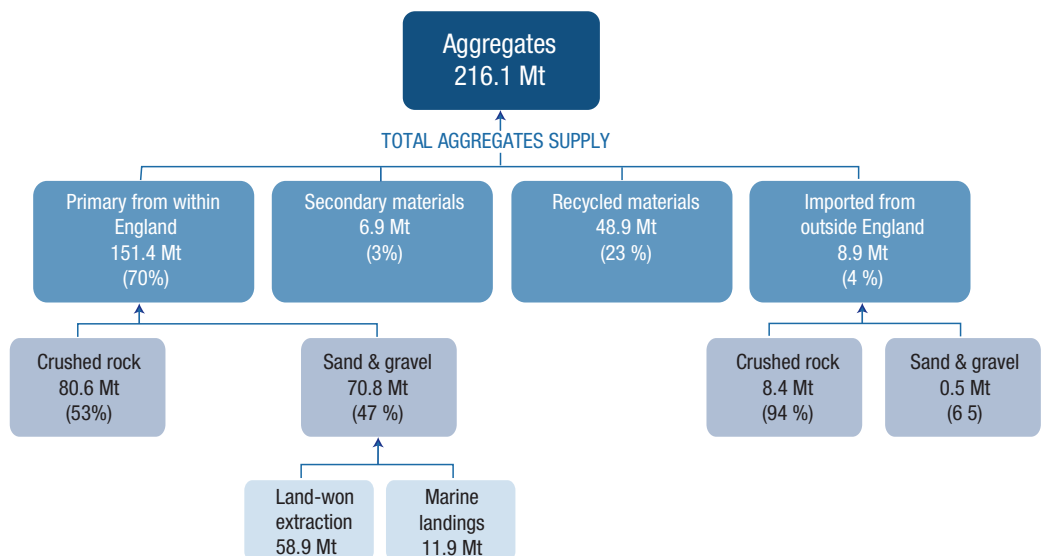 Aggregates
216.1 Mt
TOTAL AGGREGATES SUPPLY
Primary from within
England
151.4 Mt
(70%)
Secondary materials
6.9 Mt
(3%)
Recycled materials
48.9 Mt
(23 %)
Imported from
outside England
8.9 Mt
(4 %)
Crushed rock
80.6 Mt
(53%)
Sand & gravel
70.8 Mt
(47 %)
Crushed rock
8.4 Mt
(94 %)
Sand & gravel
0.5 Mt
(6 5)
Land-won
extraction
58.9 Mt
Marine
landings
11.9 Mt